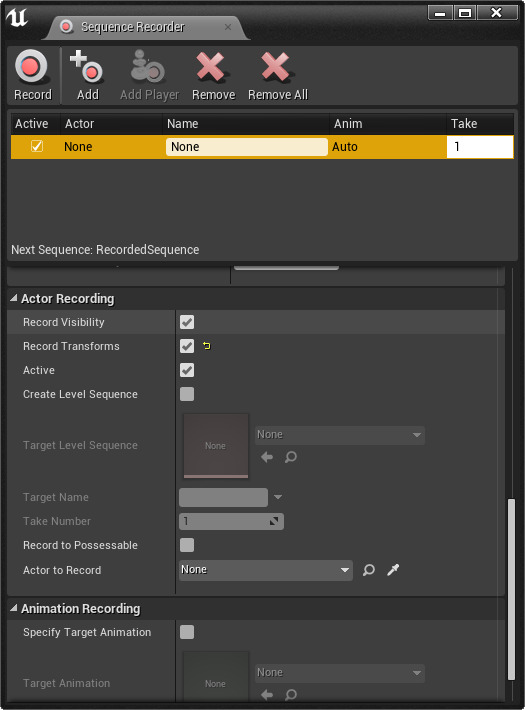 Sequence Recorder
Record Add Add Player Remove Remove All
Active Actor Name Anim Take
None None Auto 1
Next Sequence: RecordedSequence
Actor Recording
Record Visibility
Record Transforms
Active
Create Level Sequence
None
Target Level Sequence None
Target Name
Take Number 1
Record to Possessable
Actor to Record None
Animation Recording
Specify Target Animation
None
Target Animation None